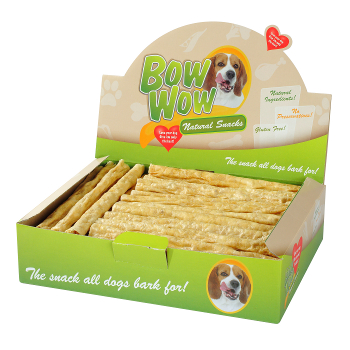 BOW
WOW
Natural Snacks
Natural
Ingredients!
No
Preservatives!
Gluten Free!
The snack all dogs bark for!
The snack all dogs bark for!